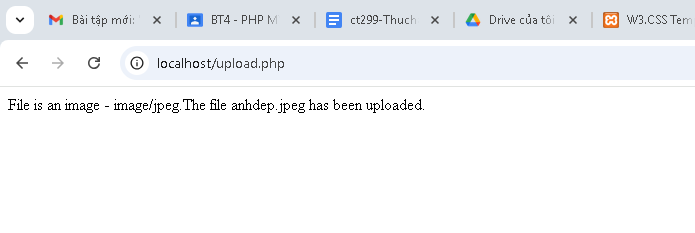 Bài tập mới:
BT4 - PHP M
ct299-Thuch
Drive của tôi
W3.CSS Tem
localhost/upload.php
File is an image - image/jpeg.The file anhdep.jpeg has been uploaded.